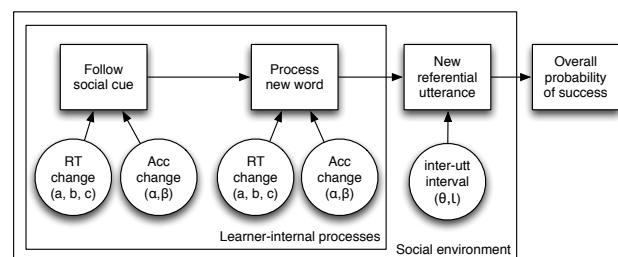 Follow
social cue
Process
new word
New
referential
utterance
Overall
probability
of success
RT
change
(a, b, c)
Acc
change
(α,β)
RT
change
(a, b, c)
Acc
change
(α,β)
inter-utt
interval
(θ,ι)
Learner-internal processes
Social environment